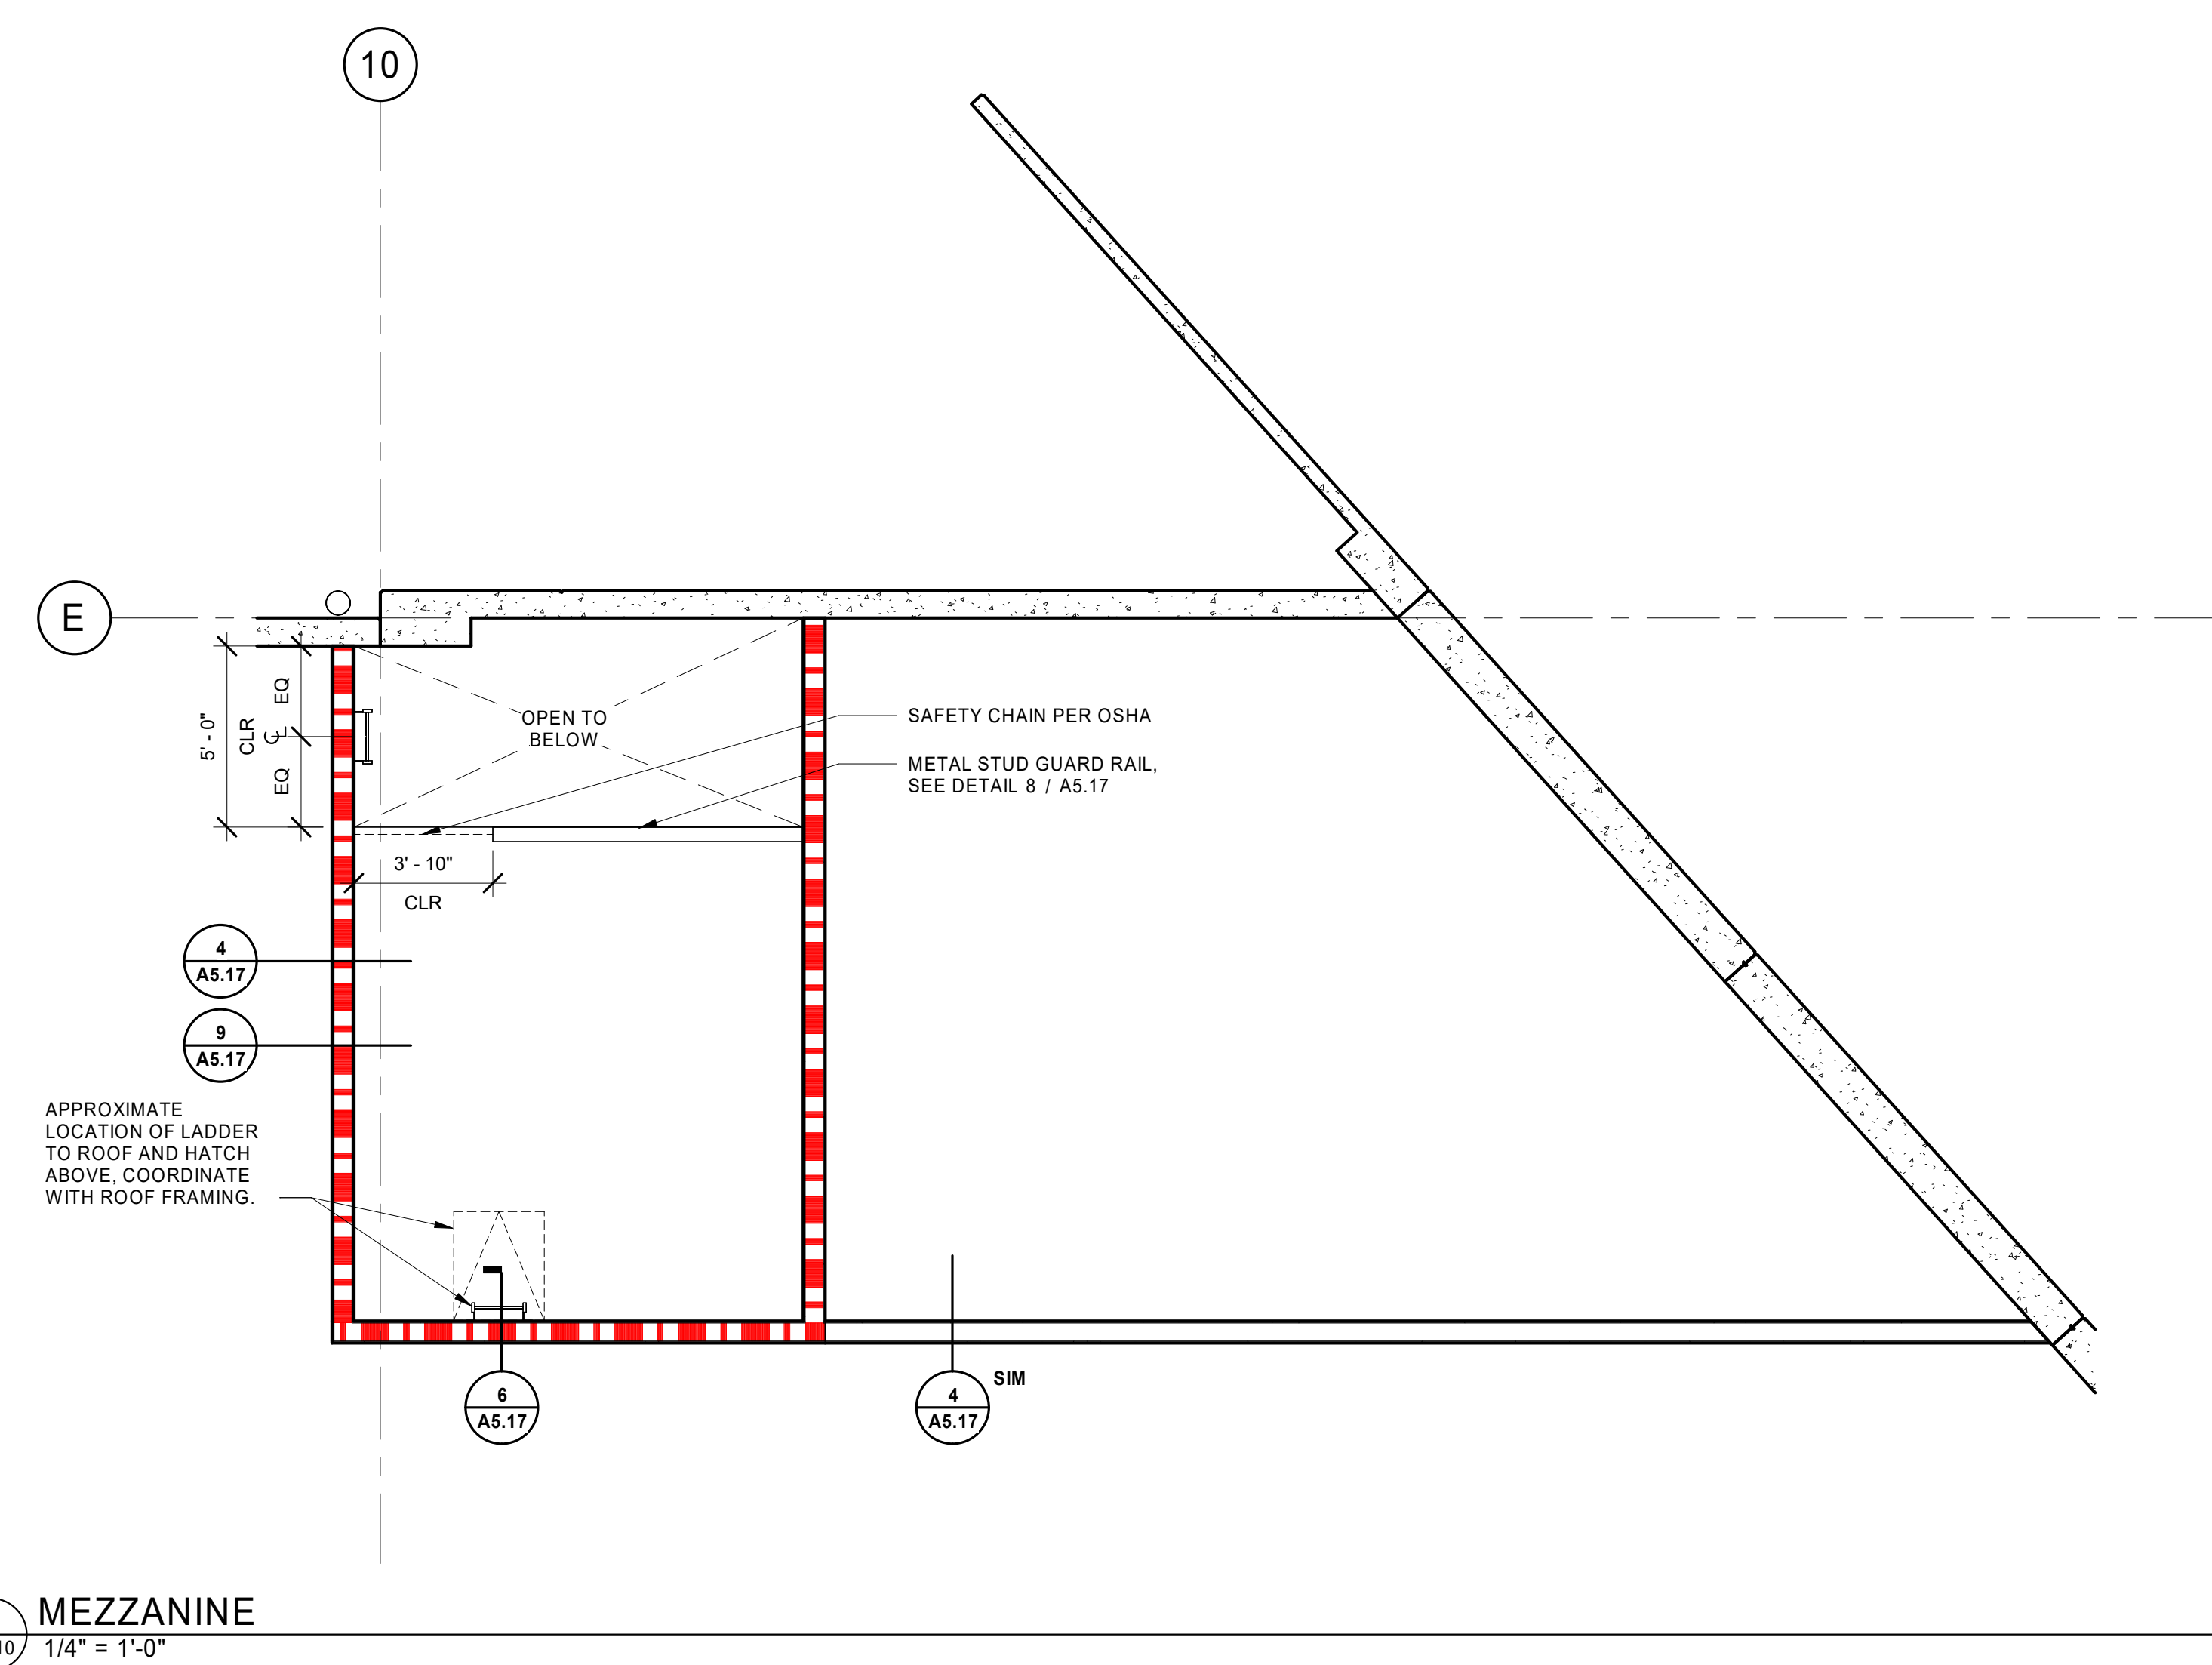 10
E
5' - 0"
CLR
EQ
℄
EQ
OPEN TO
BELOW
SAFETY CHAIN PER OSHA
METAL STUD GUARD RAIL,
SEE DETAIL 8 / A5.17
3' - 10"
CLR
4
A5.17
9
A5.17
APPROXIMATE
LOCATION OF LADDER
TO ROOF AND HATCH
ABOVE, COORDINATE
WITH ROOF FRAMING.
6
A5.17
4
A5.17
SIM
MEZZANINE
10
1/4" = 1'-0"